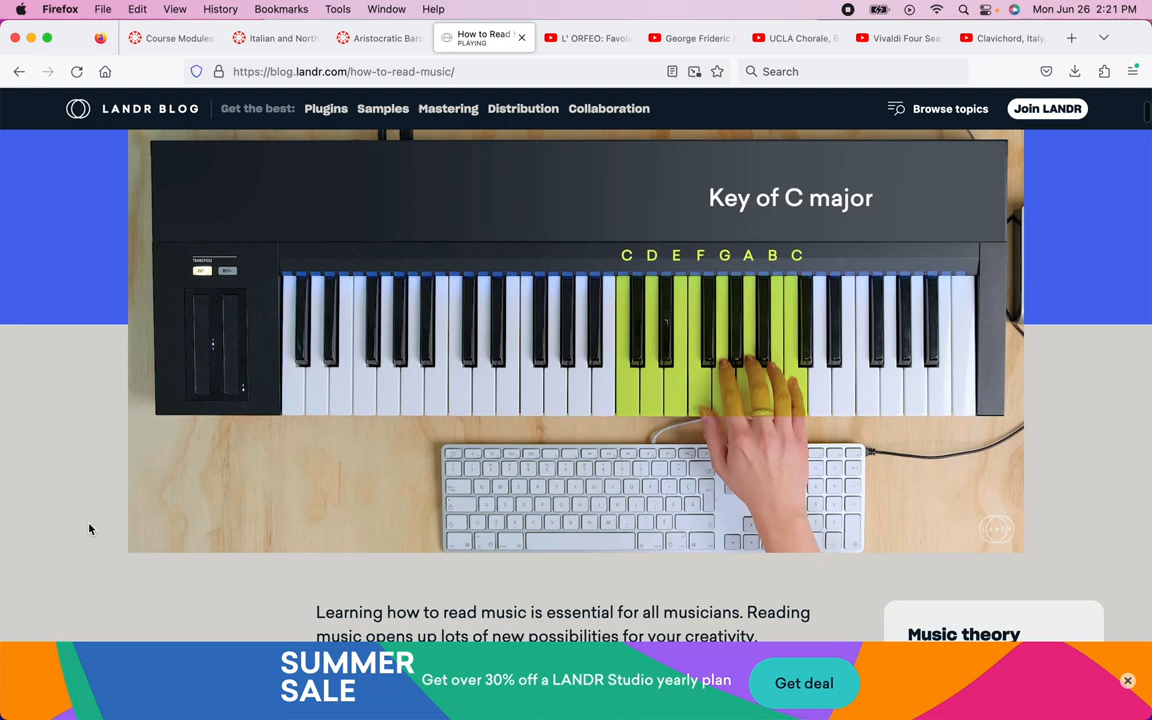 Firefox File Edit View History Bookmarks Tools Window Help Mon Jun 26 2:21 PM
Course Modules: Italian and North Aristocratic Baro How to Read M PLAYING L' ORFEO: Favola George Frideric H UCLA Chorale, B Vivaldi Four Sea Clavichord, Italy,
https://blog.landr.com/how-to-read-music/ Search
LANDR BLOG Get the best: Plugins Samples Mastering Distribution Collaboration Browse topics Join LANDR
Key of C major
C D E F G A B C
TRANSPOSE
LANDR
Learning how to read music is essential for all musicians. Reading
music opens up lots of new possibilities for your creativity.
Music theory
SUMMER
SALE
Get over 30% off a LANDR Studio yearly plan
Get deal